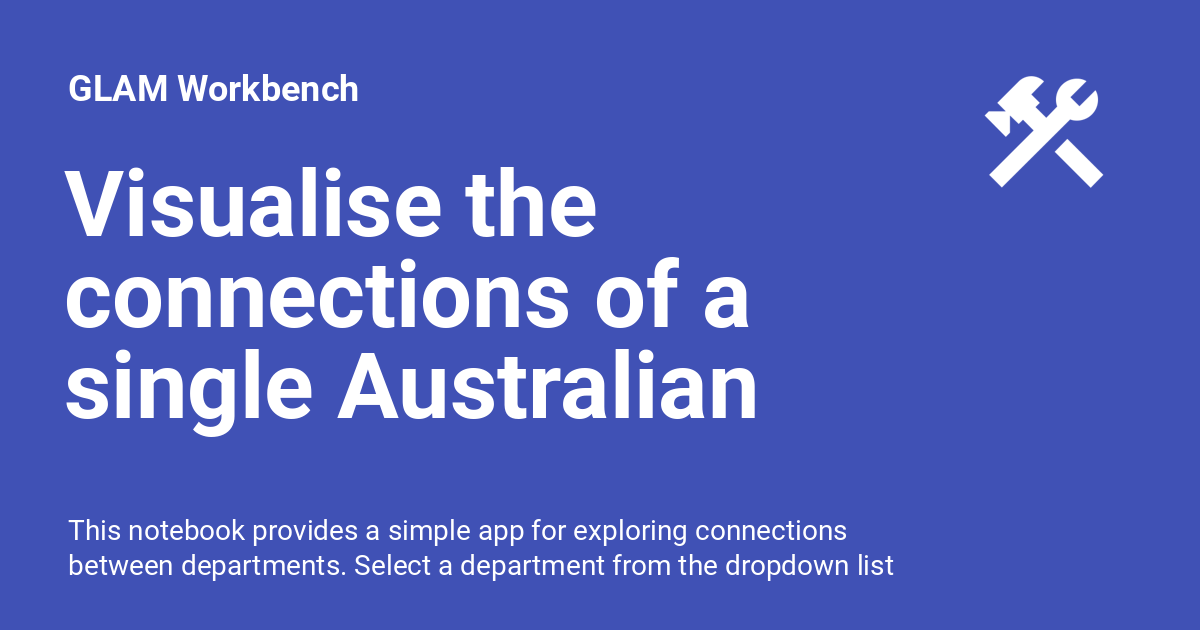 GLAM Workbench
Visualise the
connections of a
single Australian
This notebook provides a simple app for exploring connections
between departments. Select a department from the dropdown list